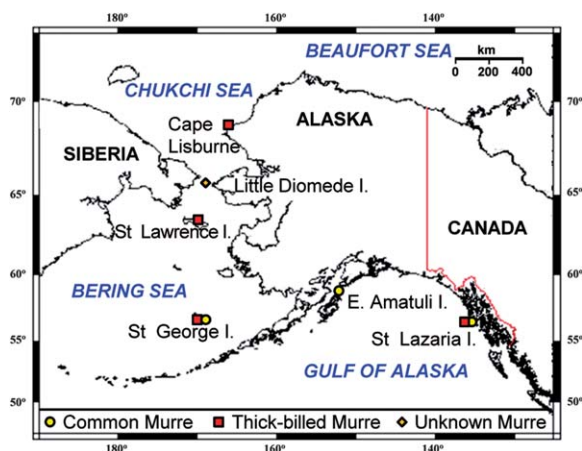 180° 160° 140°
BEAUFORT SEA
km
0 200 400
CHUKCHI SEA
70° 70°
Cape
Lisburne
ALASKA
SIBERIA
Little Diomede I.
65° 65°
St Lawrence I.
CANADA
60° 60°
BERING SEA
E. Amatuli I.
St George I.
St Lazaria I.
55° 55°
GULF OF ALASKA
50° 50°
Common Murre Thick-billed Murre Unknown Murre
180° 160° 140°